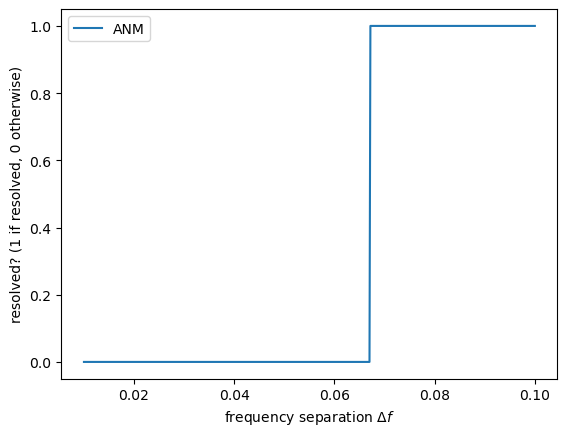 ANM
1.0
0.8
0.6
0.4
0.2
0.0
resolved? (1 if resolved, 0 otherwise)
0.02 0.04 0.06 0.08 0.10
frequency separation Δf